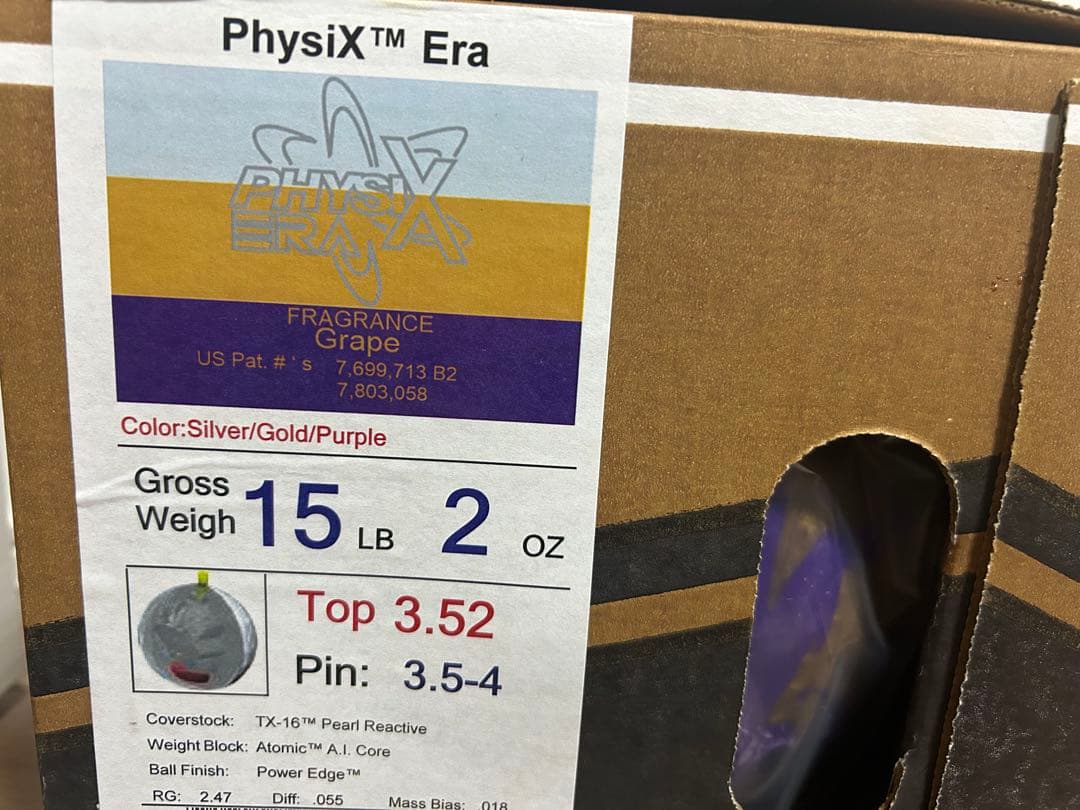 PhysiX™ Era
PHYSIX
ERA
FRAGRANCE
Grape
US Pat. # ' s 7,699,713 B2
7,803,058
Color:Silver/Gold/Purple
Gross
Weigh 15 LB 2 OZ
Top 3.52
Pin: 3.5-4
Coverstock: TX-16™ Pearl Reactive
Weight Block: Atomic™ A.I. Core
Ball Finish: Power Edge™
RG: 2.47 Diff: .055 Mass Bias: .018